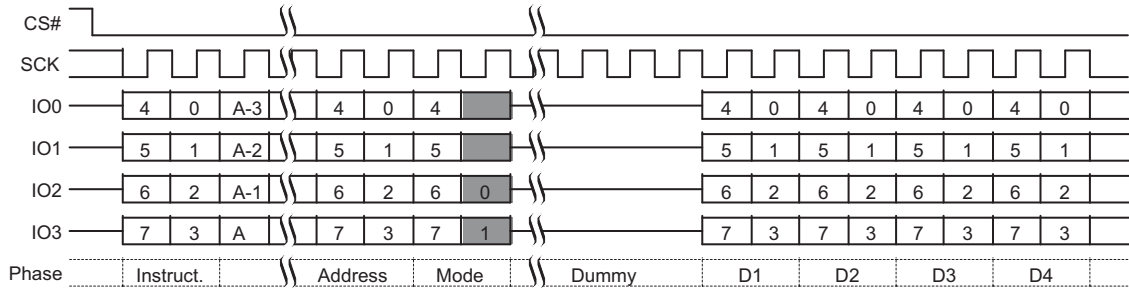 CS#
SCK
IO0 4 0 A-3 4 0 4 4 0 4 0 4 0 4 0
IO1 5 1 A-2 5 1 5 5 1 5 1 5 1 5 1
IO2 6 2 A-1 6 2 6 0 6 2 6 2 6 2 6 2
IO3 7 3 A 7 3 7 1 7 3 7 3 7 3 7 3
Phase Instruct. Address Mode Dummy D1 D2 D3 D4